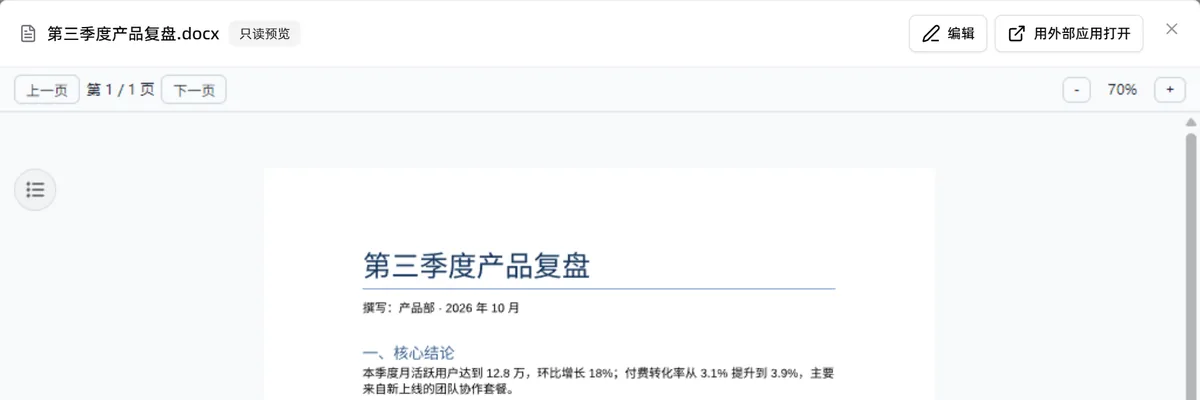 第三季度产品复盘.docx 只读预览 编辑 用外部应用打开
上一页 第 1 / 1 页 下一页 - 70% +
第三季度产品复盘
撰写：产品部 · 2026 年 10 月
一、核心结论
本季度月活跃用户达到 12.8 万，环比增长 18%；付费转化率从 3.1% 提升到 3.9%，主要
来自新上线的团队协作套餐。